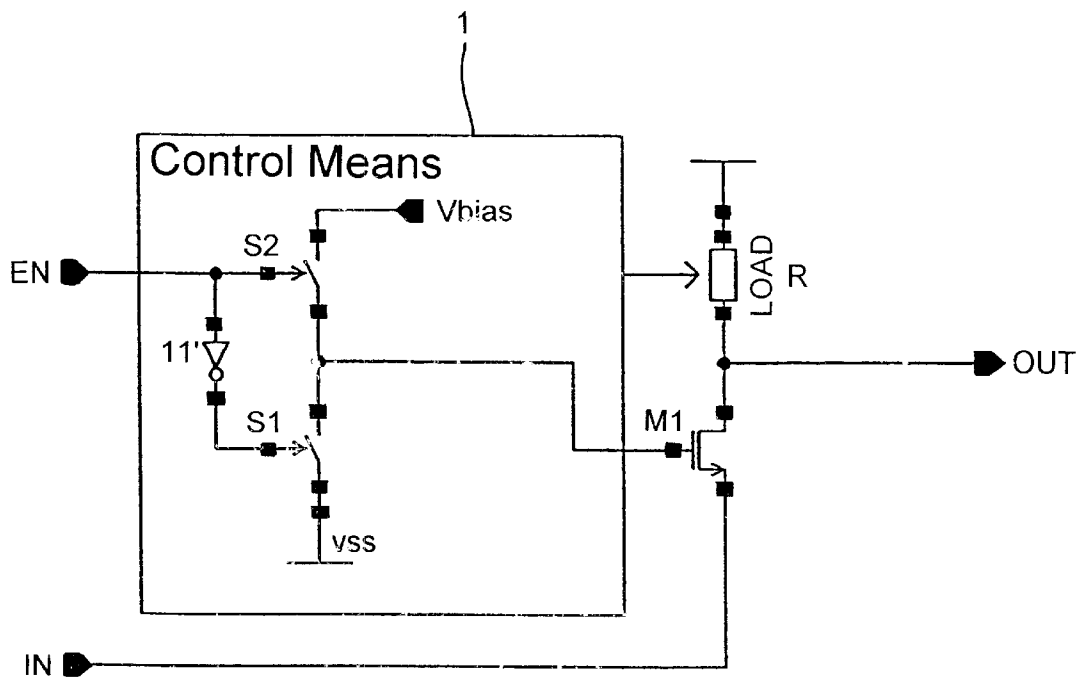 1
Control Means
Vbias
S2
EN
LOAD
R
11'
OUT
S1
M1
vss
IN